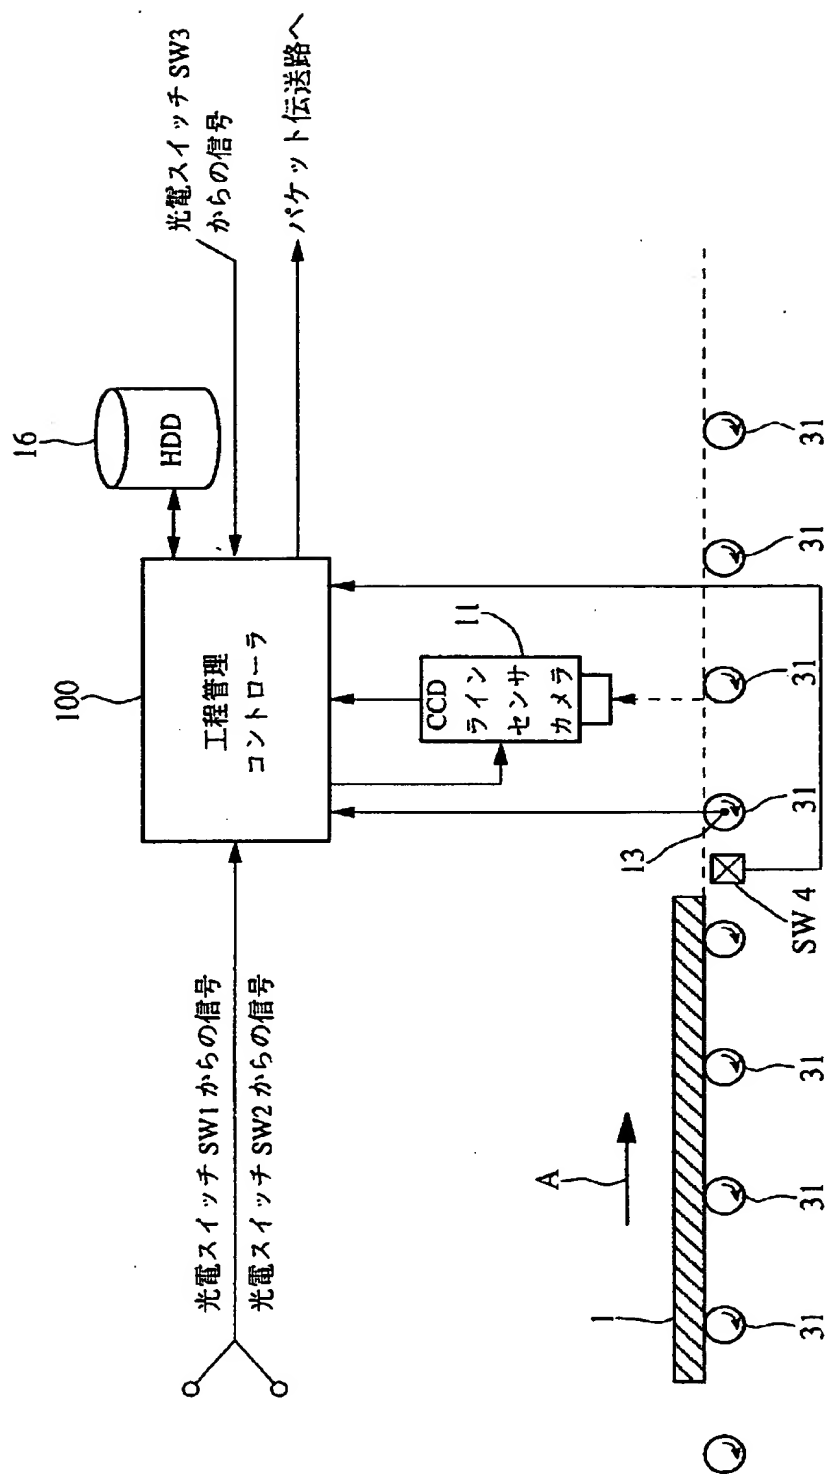 光電スイッチ SW3
からの信号
パケット伝送路へ
16
HDD
100
工程管理
コントローラ
11
CCD
ライン
センサ
カメラ
光電スイッチ SW1 からの信号
光電スイッチ SW2 からの信号
A
1
13
SW 4
31
31
31
31
31
31
31